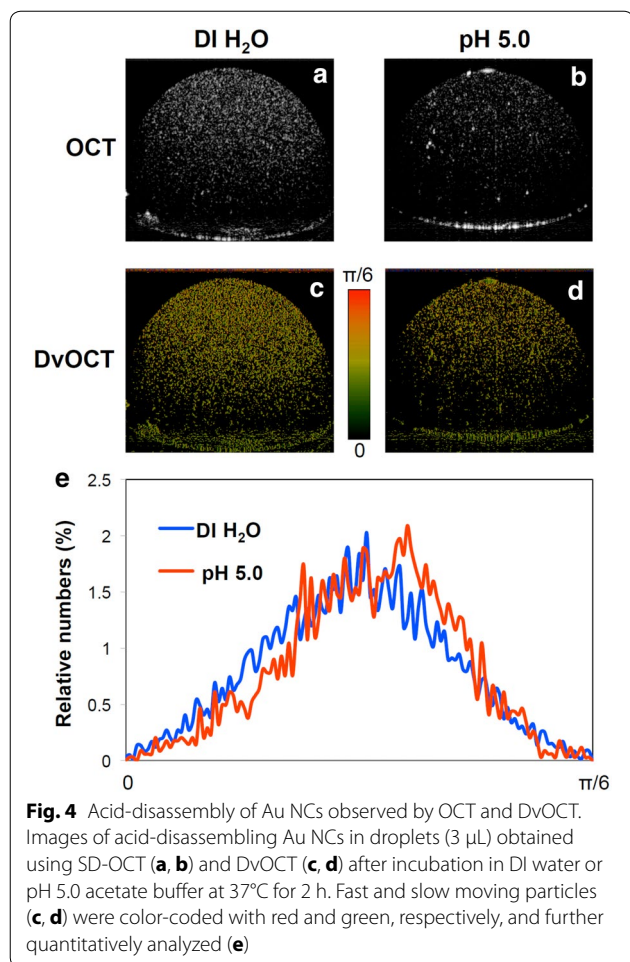 DI H₂O pH 5.0
a b
OCT
π/6
c d
DvOCT
0
e
2.5
2
1.5
1
0.5
0
Relative numbers (%)
DI H₂O
pH 5.0
0 π/6
Fig. 4 Acid-disassembly of Au NCs observed by OCT and DvOCT.
Images of acid-disassembling Au NCs in droplets (3 μL) obtained
using SD-OCT (a, b) and DvOCT (c, d) after incubation in DI water or
pH 5.0 acetate buffer at 37°C for 2 h. Fast and slow moving particles
(c, d) were color-coded with red and green, respectively, and further
quantitatively analyzed (e)